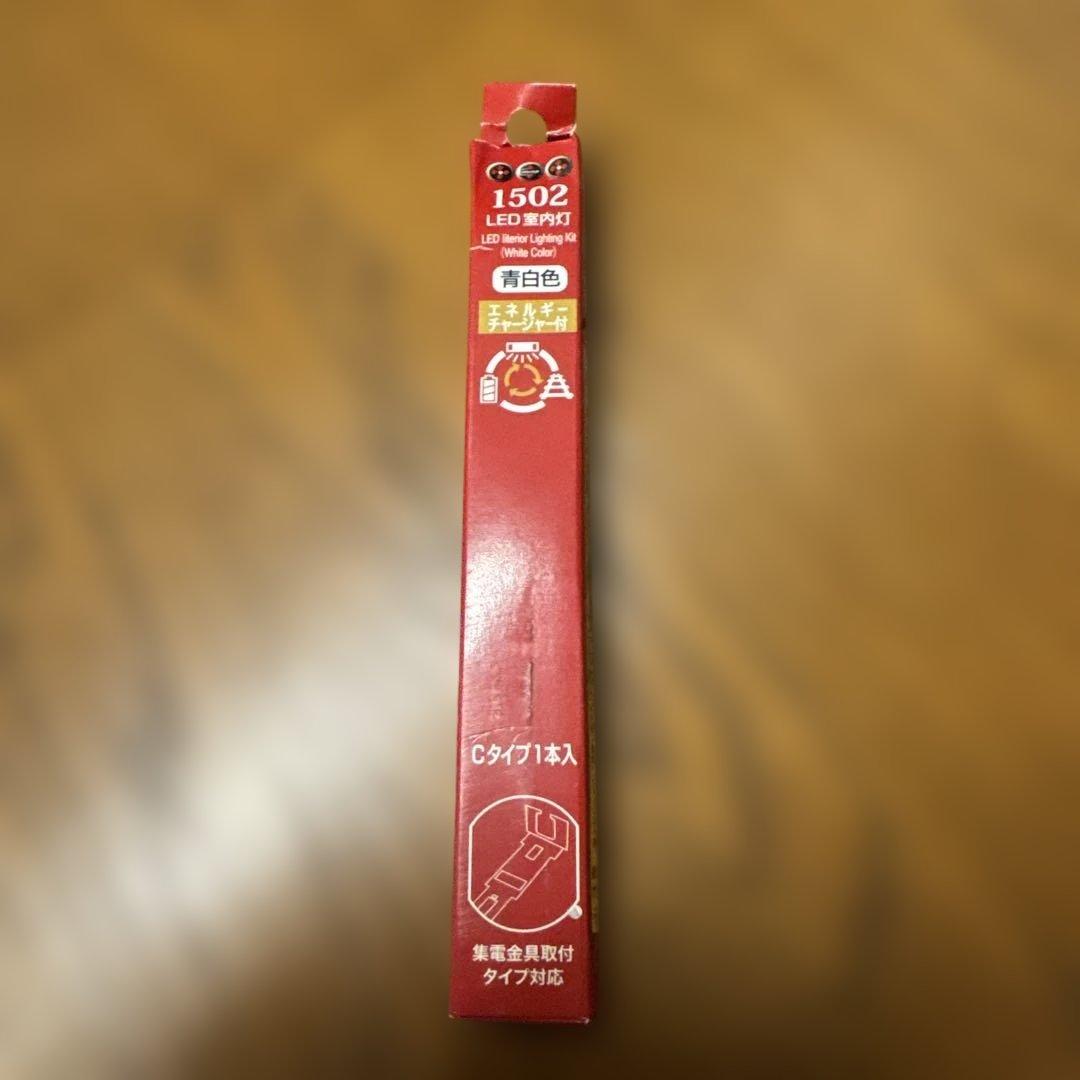 1502
LED室内灯
LED Iiterior Lighting Kit
(White Color)
青白色
エネルギー
チャージャー付
Cタイプ1本入
集電金具取付
タイプ対応